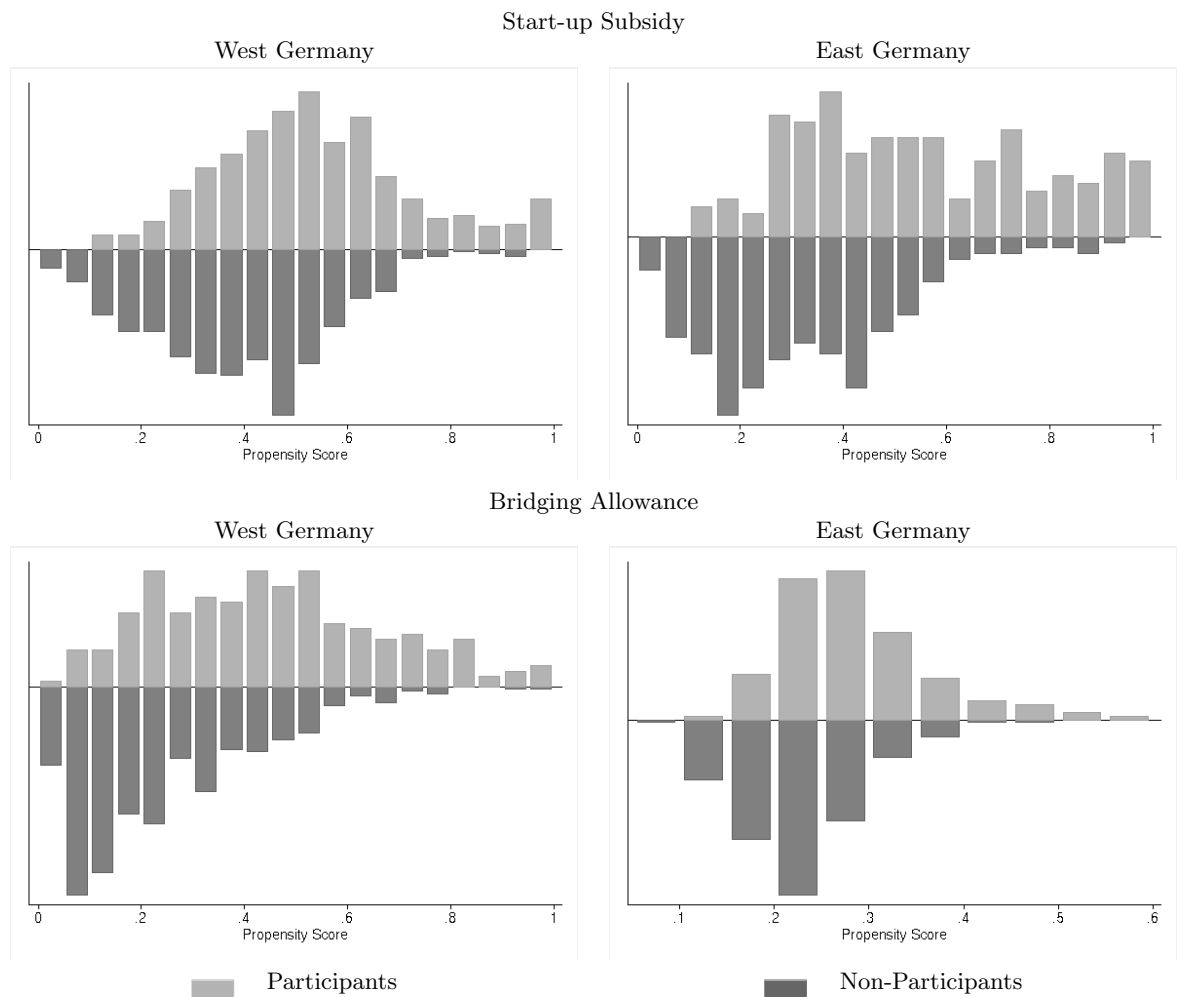 Start-up Subsidy
West Germany East Germany
0 .2 .4 .6 .8 1 0 .2 .4 .6 .8 1
Propensity Score Propensity Score
Bridging Allowance
West Germany East Germany
0 .2 .4 .6 .8 1 .1 .2 .3 .4 .5 .6
Propensity Score Propensity Score
Participants Non-Participants